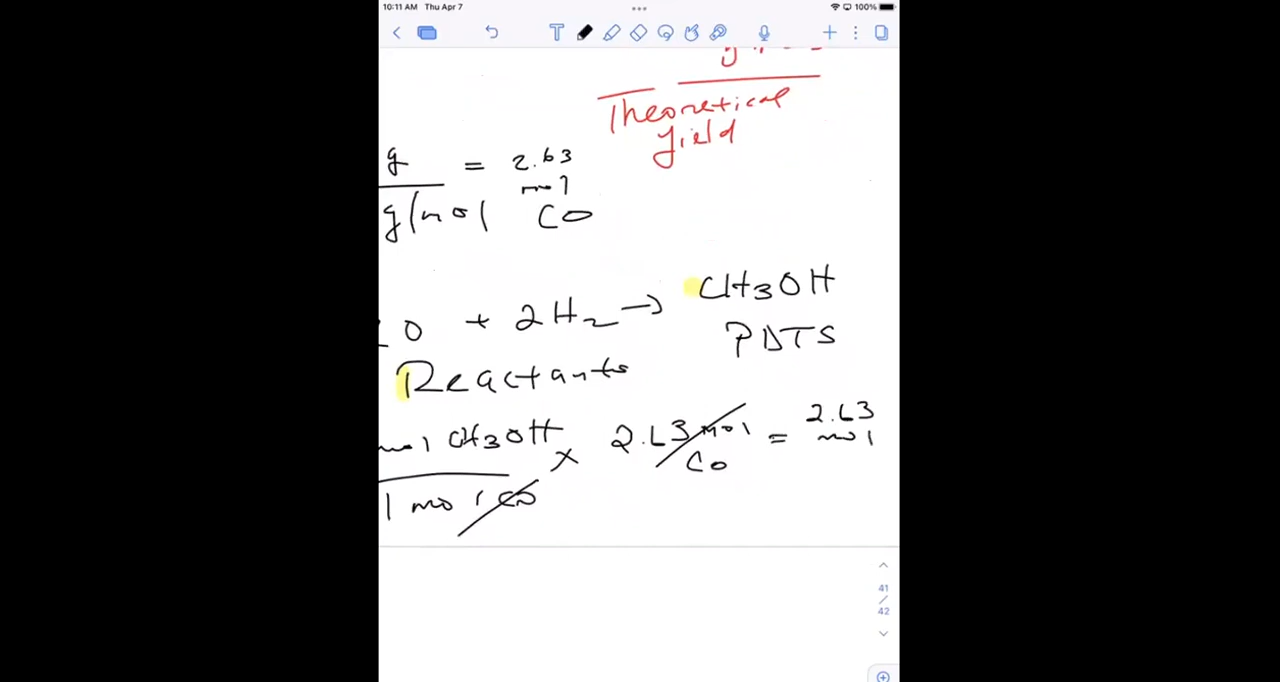 10:11 AM Thu Apr 7
100%
Theoretical
yield
g = 2.63
mol
g/mol CO
O + 2H2 → CH3OH
PDTS
Reactants
mol CH3OH × 2.63 mol = 2.63
CO mol
1 mol CO
41
/
42